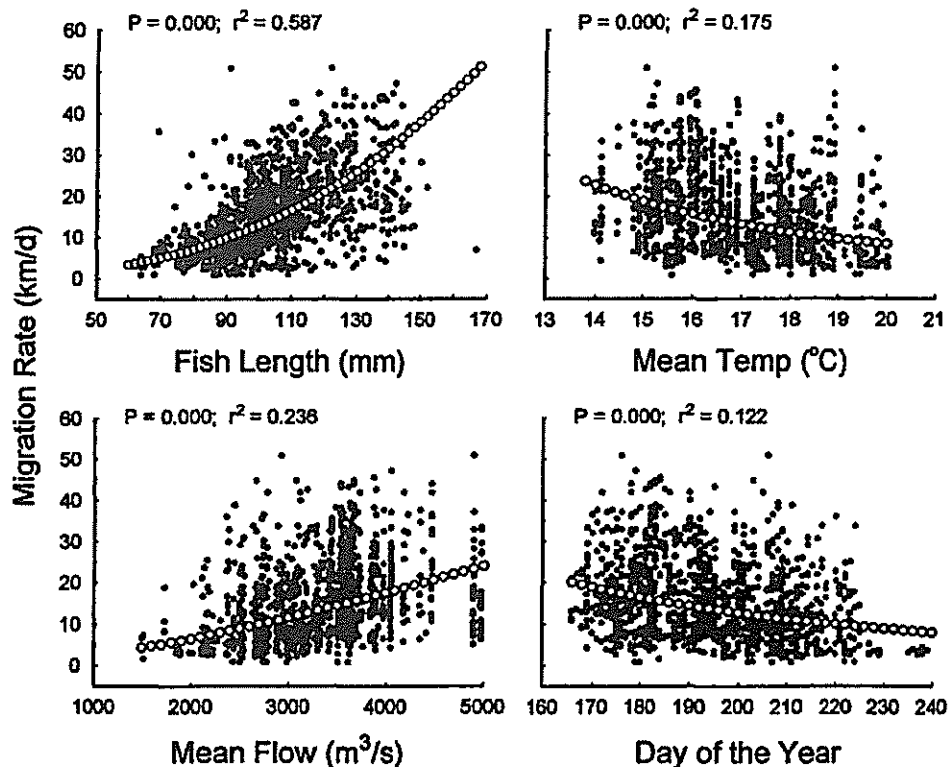 P = 0.000; r² = 0.587
P = 0.000; r² = 0.175
60
50
40
30
20
10
0
50 70 90 110 130 150 170
13 14 15 16 17 18 19 20 21
Fish Length (mm)
Mean Temp (°C)
Migration Rate (km/d)
P = 0.000; r² = 0.236
P = 0.000; r² = 0.122
60
50
40
30
20
10
0
1000 2000 3000 4000 5000
160 170 180 190 200 210 220 230 240
Mean Flow (m³/s)
Day of the Year